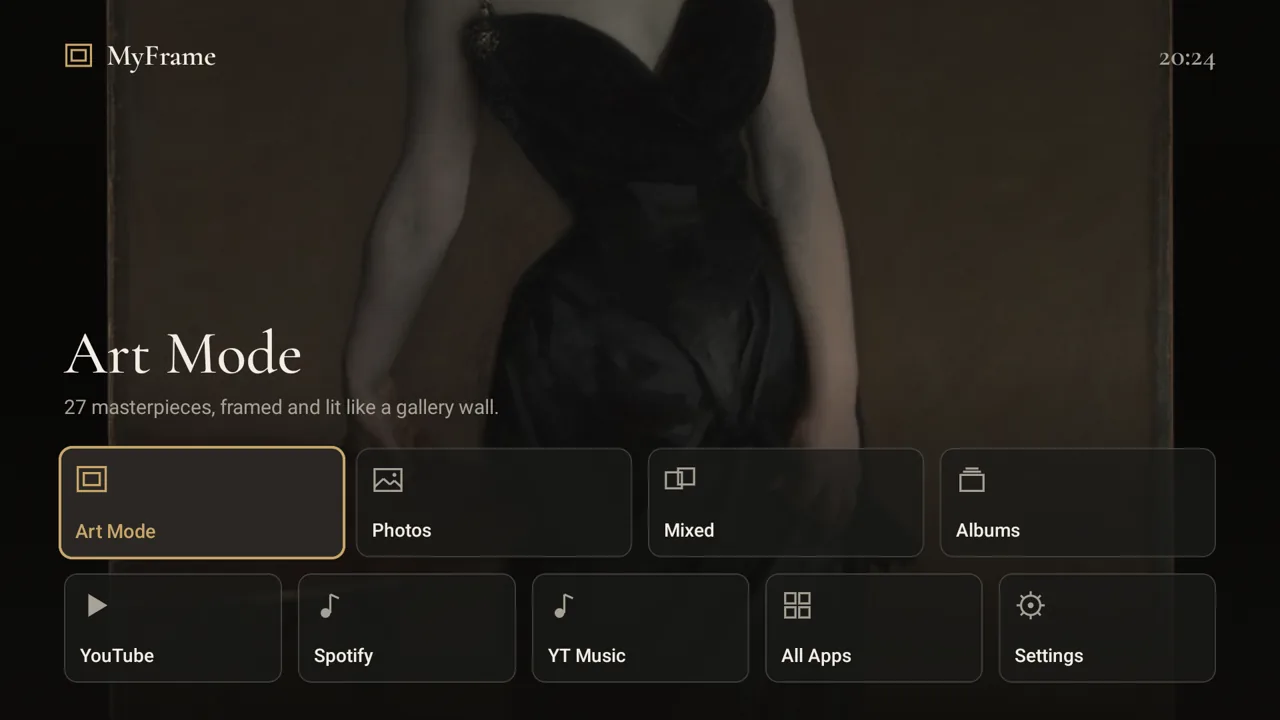 MyFrame
20:24
Art Mode
27 masterpieces, framed and lit like a gallery wall.
Art Mode
Photos
Mixed
Albums
YouTube
Spotify
YT Music
All Apps
Settings